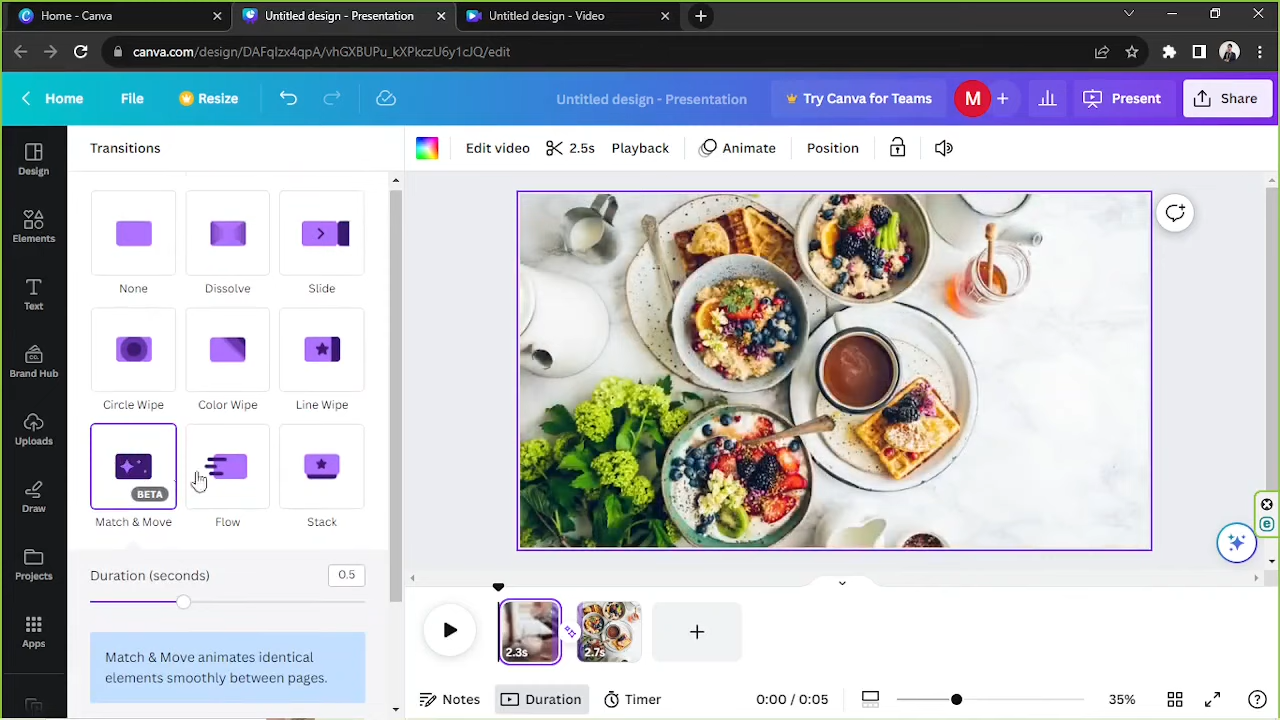 Home - Canva
Untitled design - Presentation
Untitled design - Video
canva.com/design/DAFqIzx4qpA/vhGXBUPu_kXPkczU6y1cJQ/edit
Home
File
Resize
Untitled design - Presentation
Try Canva for Teams
M
Present
Share
Design
Elements
Text
Brand Hub
Uploads
Draw
Projects
Apps
Transitions
None
Dissolve
Slide
Circle Wipe
Color Wipe
Line Wipe
BETA
Match & Move
Flow
Stack
Duration (seconds)
0.5
Match & Move animates identical
elements smoothly between pages.
Edit video
2.5s
Playback
Animate
Position
2.3s
2.7s
Notes
Duration
Timer
0:00 / 0:05
35%